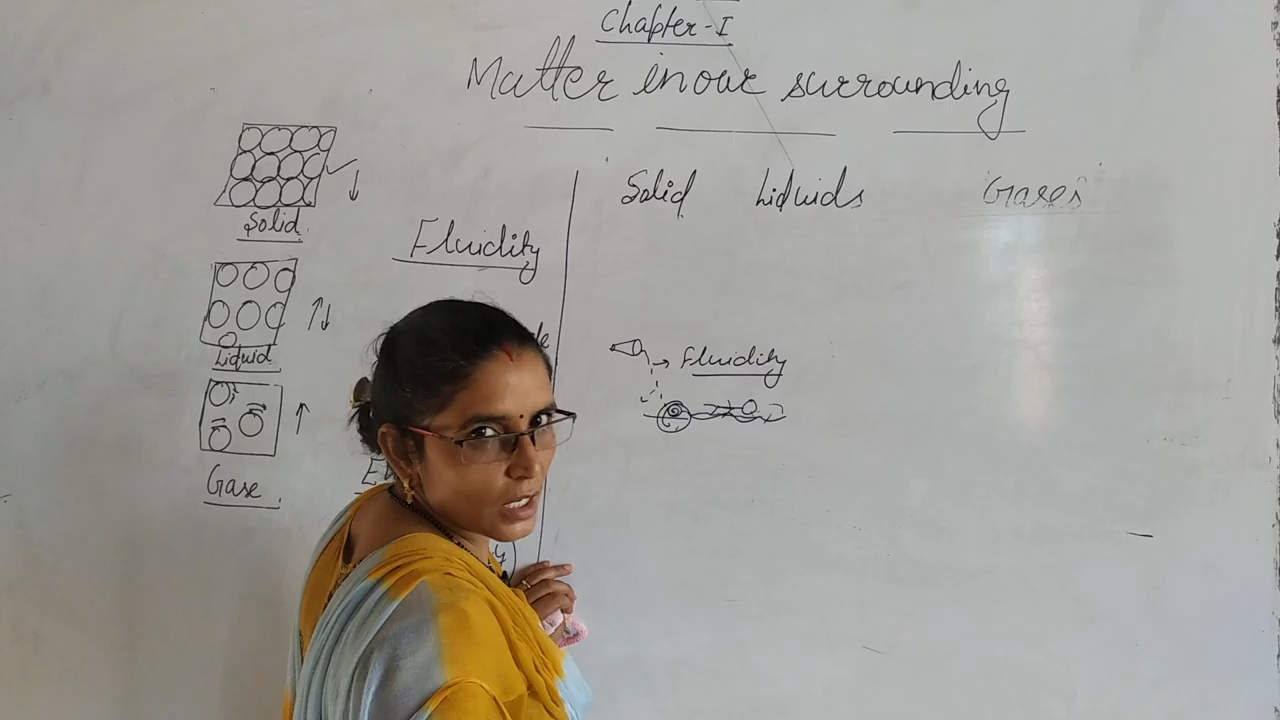 Chapter-I
Matter in our surrounding
Solid Liquids Gases
Solid.
Fluidity
Liquid
Fluidity
Gase.